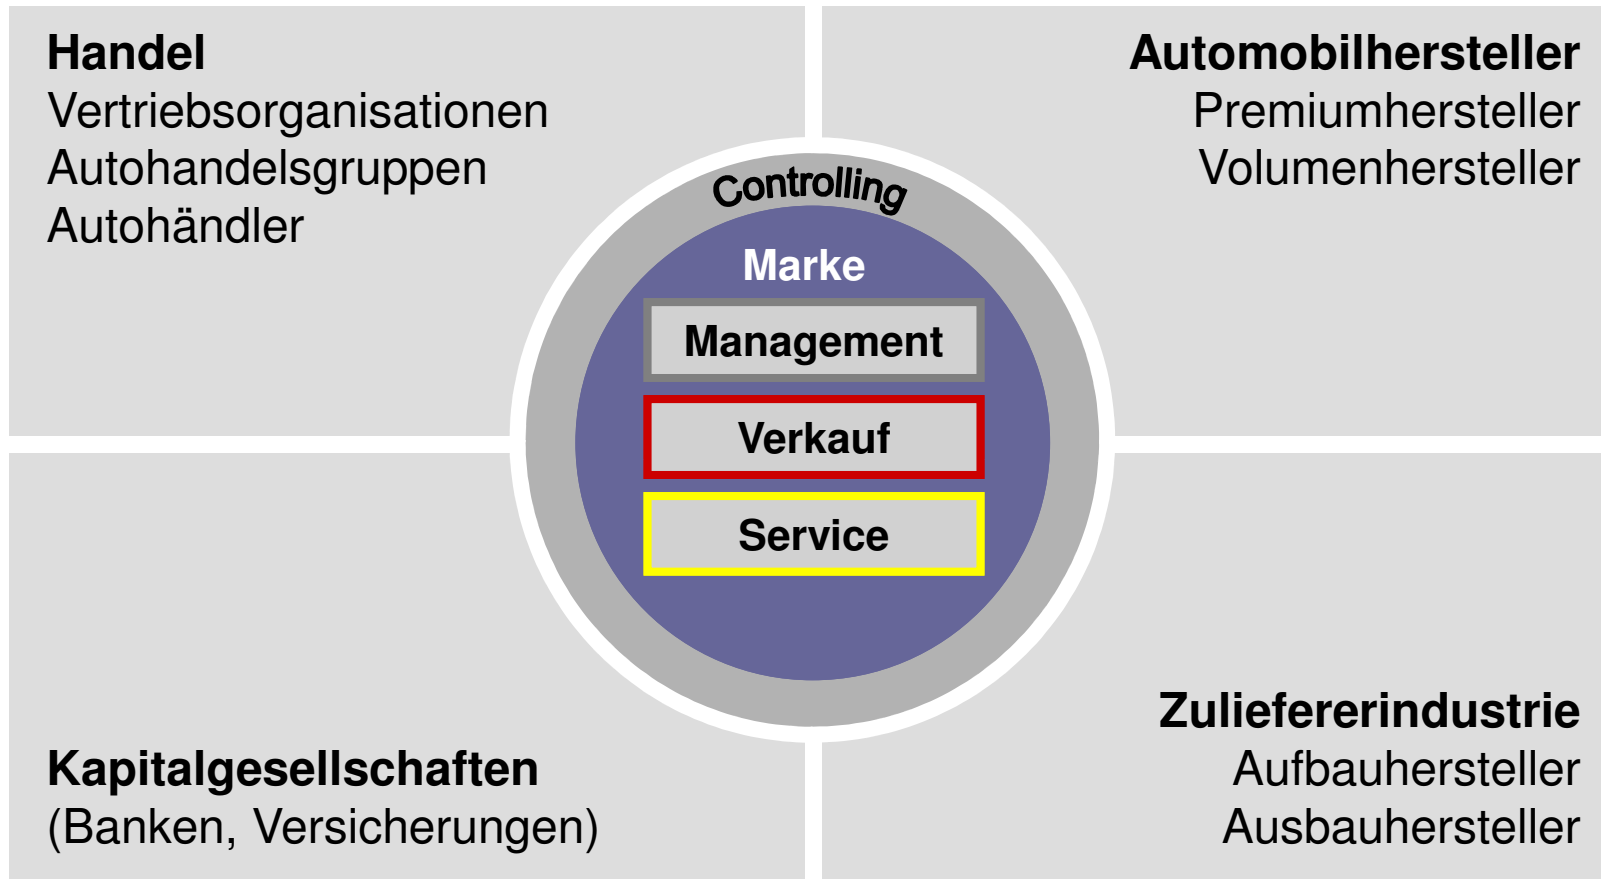 Handel
Vertriebsorganisationen
Autohandelsgruppen
Autohändler
Automobilhersteller
Premiumhersteller
Volumenhersteller
Controlling
Marke
Management
Verkauf
Service
Kapitalgesellschaften
(Banken, Versicherungen)
Zuliefererindustrie
Aufbauhersteller
Ausbauhersteller